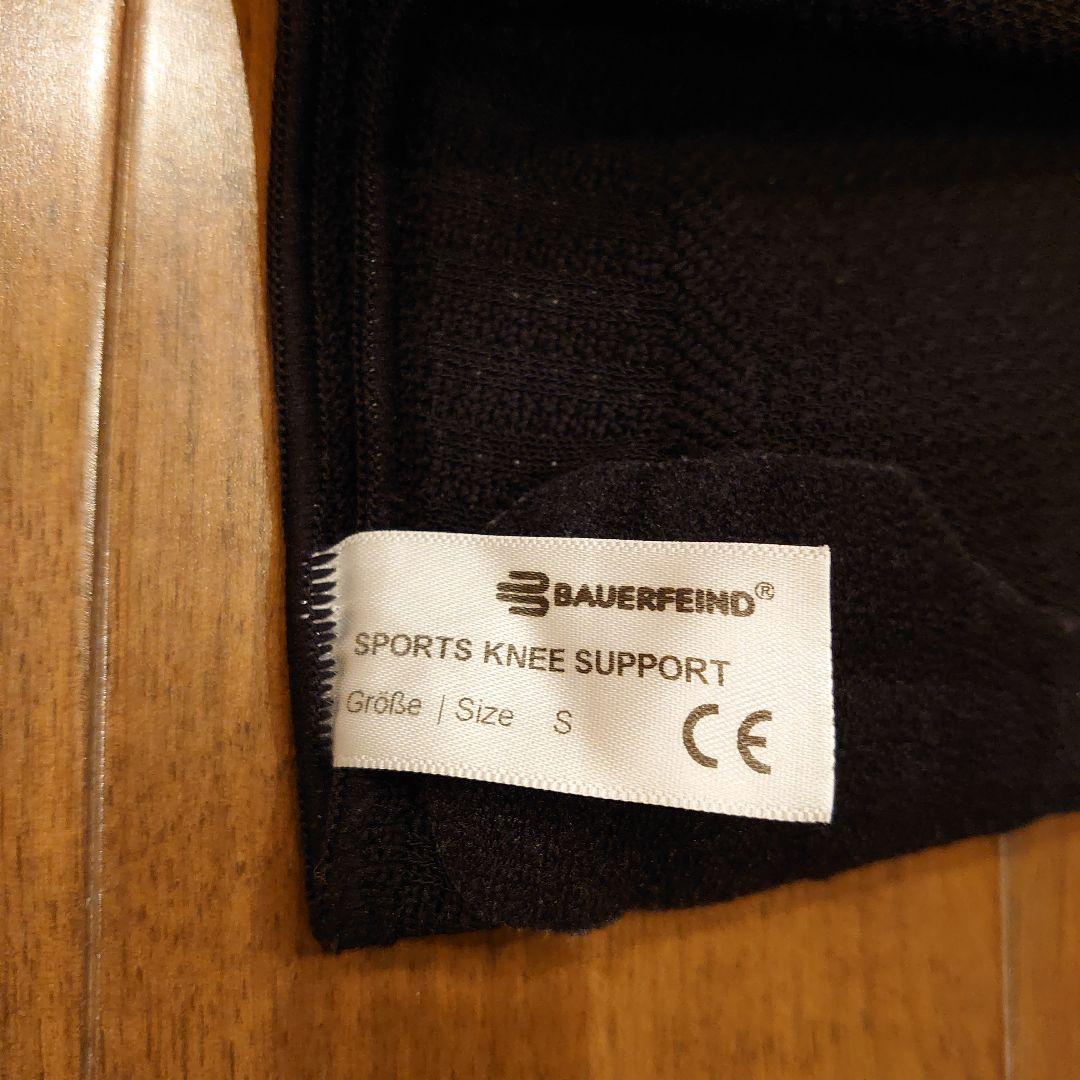 BAUERFEIND®
SPORTS KNEE SUPPORT
Größe | Size S
CE